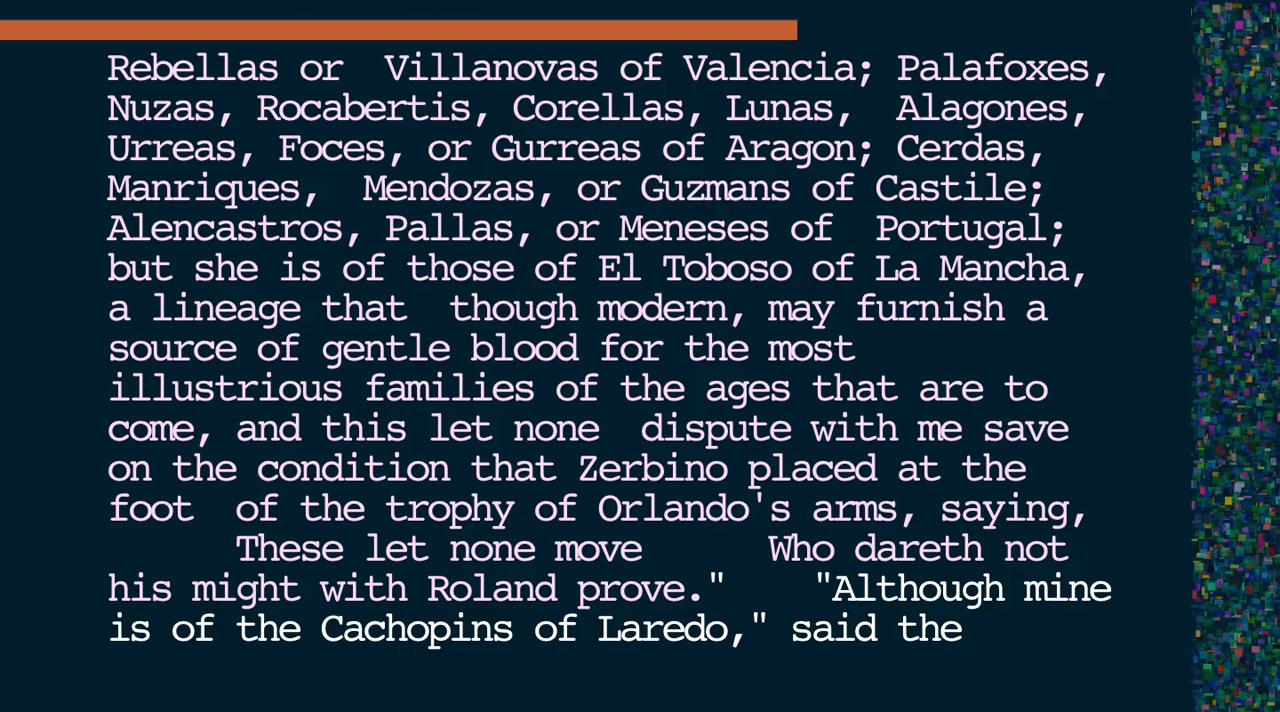 Rebellas or  Villanovas of Valencia; Palafoxes,
Nuzas, Rocabertis, Corellas, Lunas,  Alagones,
Urreas, Foces, or Gurreas of Aragon; Cerdas,
Manriques,  Mendozas, or Guzmans of Castile;
Alencastros, Pallas, or Meneses of  Portugal;
but she is of those of El Toboso of La Mancha,
a lineage that  though modern, may furnish a
source of gentle blood for the most
illustrious families of the ages that are to
come, and this let none  dispute with me save
on the condition that Zerbino placed at the
foot  of the trophy of Orlando's arms, saying,
      These let none move      Who dareth not
his might with Roland prove."    "Although mine
is of the Cachopins of Laredo," said the